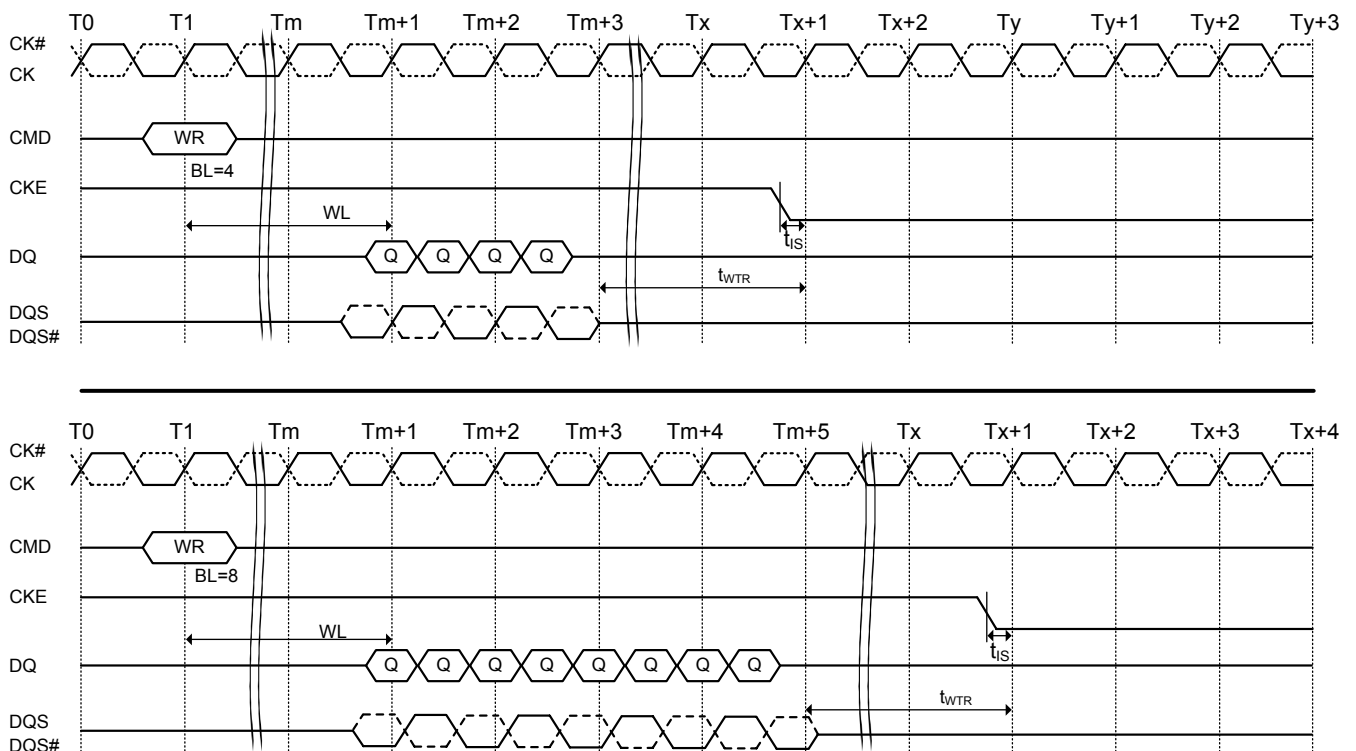 T0 T1 Tm Tm+1 Tm+2 Tm+3 Tx Tx+1 Tx+2 Ty Ty+1 Ty+2 Ty+3
CK#
CK
CMD WR
BL=4
CKE
WL
tIS
DQ Q Q Q Q
tWTR
DQS
DQS#
T0 T1 Tm Tm+1 Tm+2 Tm+3 Tm+4 Tm+5 Tx Tx+1 Tx+2 Tx+3 Tx+4
CK#
CK
CMD WR
BL=8
CKE
WL
tIS
DQ Q Q Q Q Q Q Q Q
tWTR
DQS
DQS#